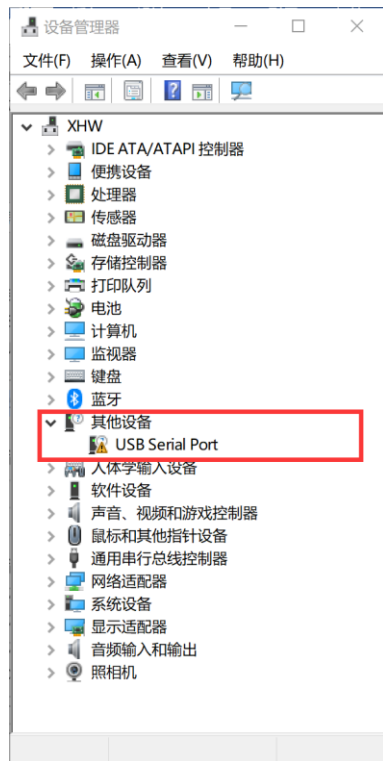 设备管理器
文件(F) 操作(A) 查看(V) 帮助(H)
XHW
IDE ATA/ATAPI 控制器
便携设备
处理器
传感器
磁盘驱动器
存储控制器
打印队列
电池
计算机
监视器
键盘
蓝牙
其他设备
USB Serial Port
人体学输入设备
软件设备
声音、视频和游戏控制器
鼠标和其他指针设备
通用串行总线控制器
网络适配器
系统设备
显示适配器
音频输入和输出
照相机